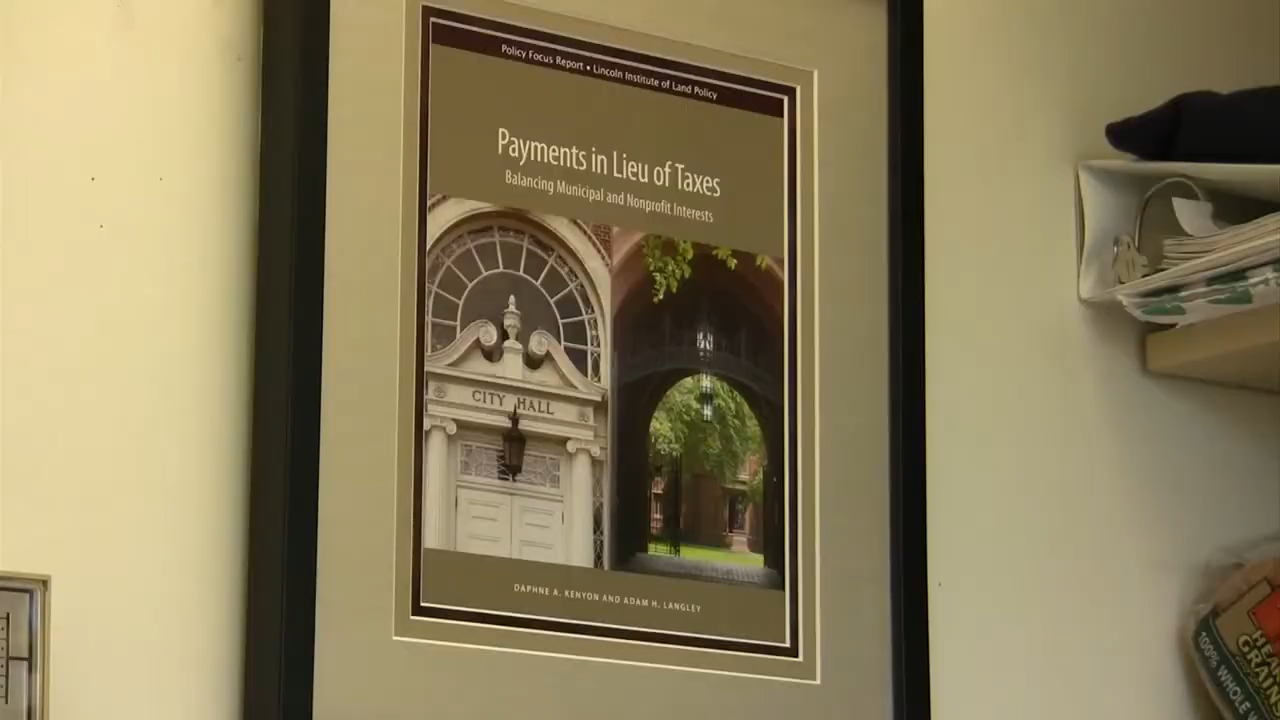 Policy Focus Report • Lincoln Institute of Land Policy
Payments in Lieu of Taxes
Balancing Municipal and Nonprofit Interests
CITY HALL
DAPHNE A. KENYON AND ADAM H. LANGLEY
GRAIN
100% WHOLE